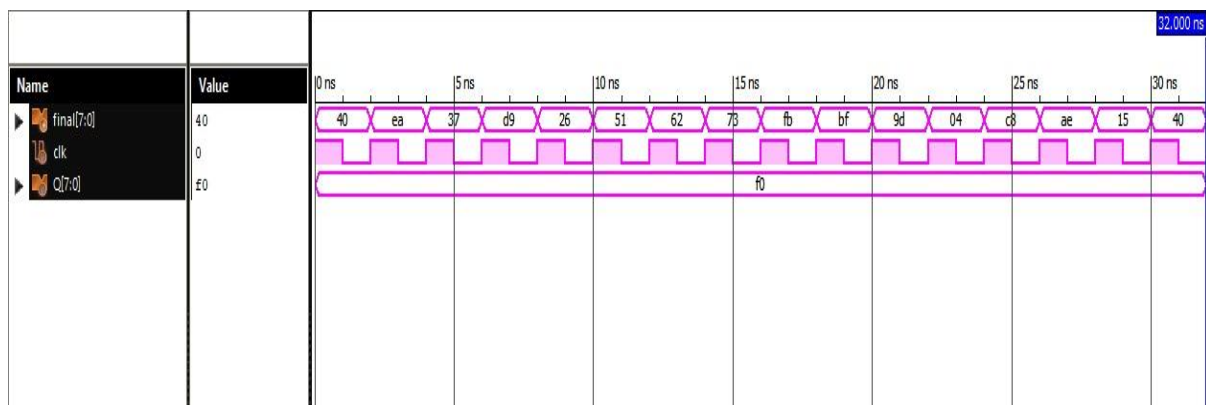 32.000 ns
Name Value 0 ns 5 ns 10 ns 15 ns 20 ns 25 ns 30 ns
final[7:0] 40 40 ea 37 d9 26 51 62 73 fb bf 9d 04 c8 ae 15 40
clk 0
Q[7:0] f0 f0